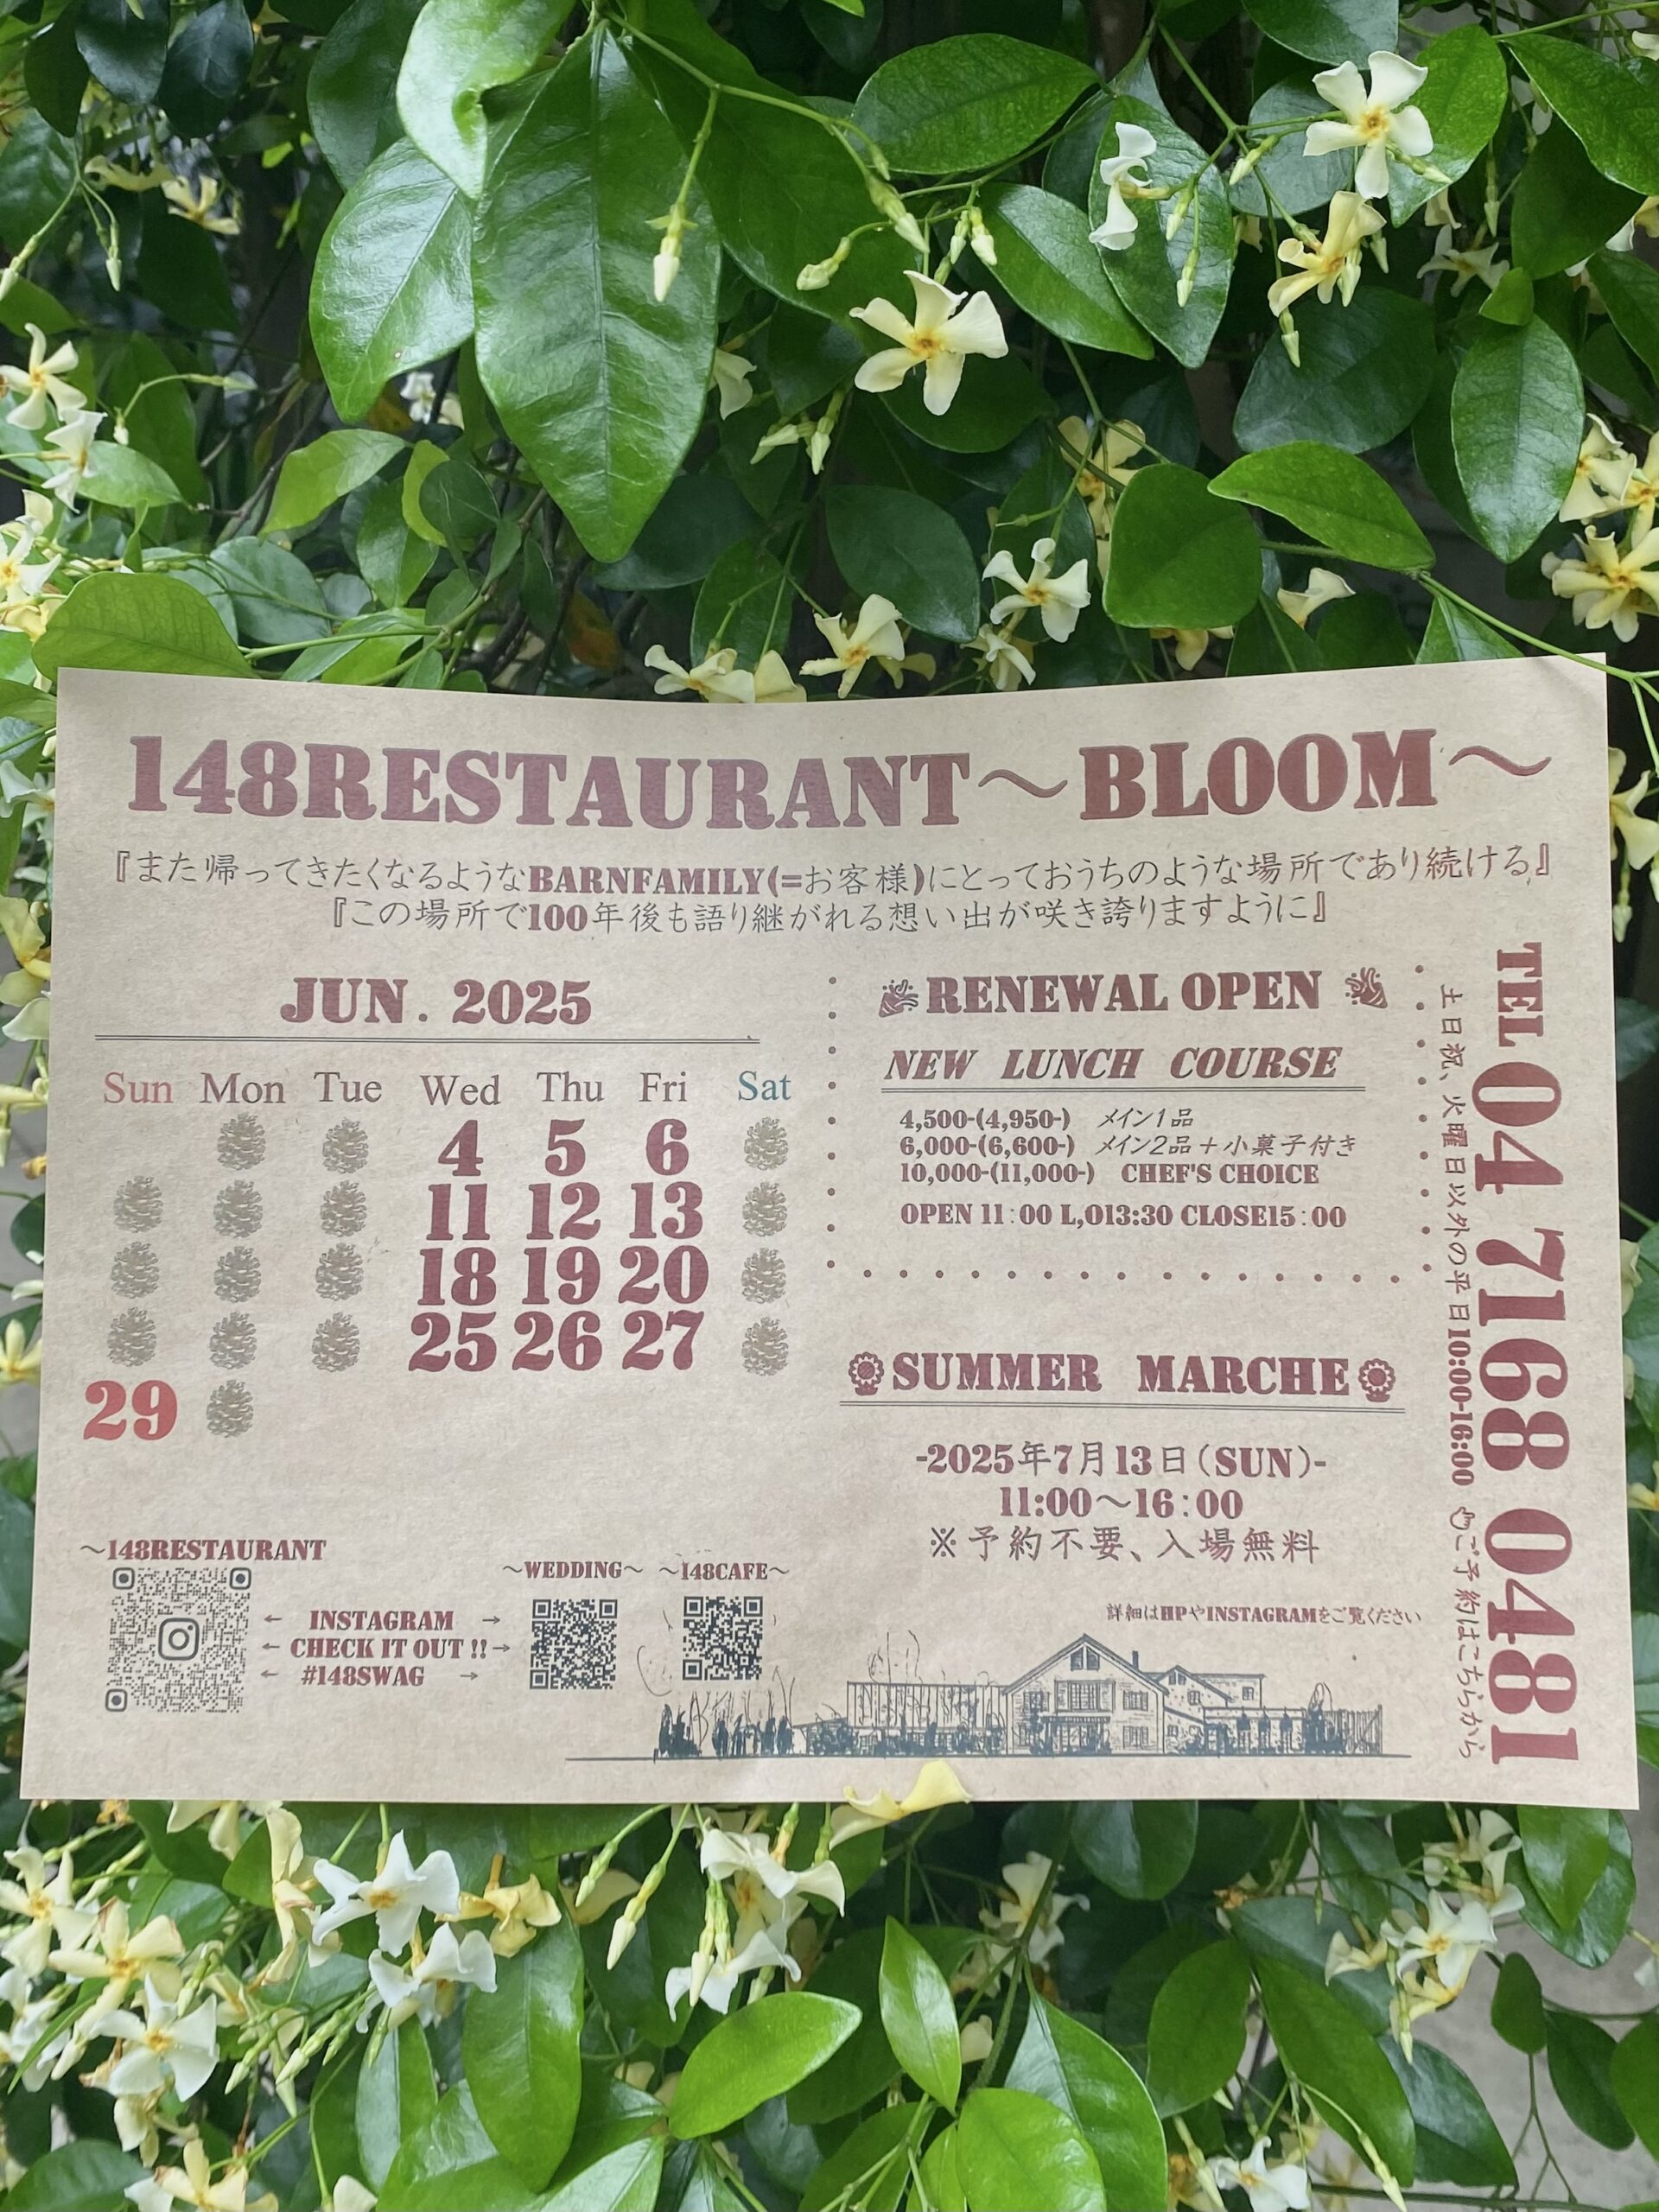 148RESTAURANT～BLOOM～
『また帰ってきたくなるようなBARNFAMILY(=お客様)にとっておうちのような場所であり続ける』
『この場所で100年後も語り継がれる想い出が咲き誇りますように』
JUN. 2025
Sun Mon Tue Wed Thu Fri Sat
4 5 6
11 12 13
18 19 20
25 26 27
29
RENEWAL OPEN
NEW LUNCH COURSE
4,500-(4,950-) メイン1品
6,000-(6,600-) メイン2品＋小菓子付き
10,000-(11,000-) CHEF'S CHOICE
OPEN 11:00 L,O13:30 CLOSE15:00
SUMMER MARCHE
-2025年7月13日(SUN)-
11:00～16:00
※予約不要、入場無料
詳細はHPやINSTAGRAMをご覧ください
～148RESTAURANT
← INSTAGRAM →
← CHECK IT OUT !!→
← #148SWAG →
～WEDDING～
～148CAFE～
TEL 04 7168 0481
土日祝、火曜日以外の平日10:00-16:00 ご予約はこちらから